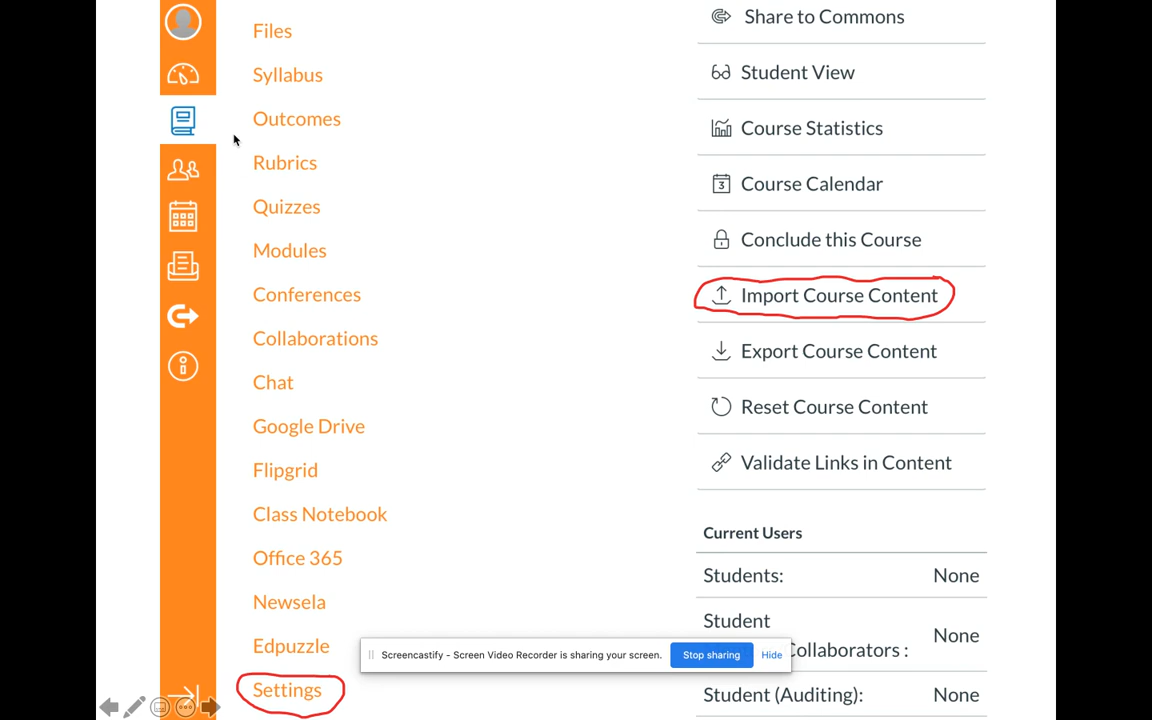 Files
Syllabus
Outcomes
Rubrics
Quizzes
Modules
Conferences
Collaborations
Chat
Google Drive
Flipgrid
Class Notebook
Office 365
Newsela
Edpuzzle
Settings
Share to Commons
Student View
Course Statistics
3
Course Calendar
Conclude this Course
Import Course Content
Export Course Content
Reset Course Content
Validate Links in Content
Current Users
Students: None
Student
Collaborators : None
Student (Auditing): None
Screencastify - Screen Video Recorder is sharing your screen. Stop sharing Hide